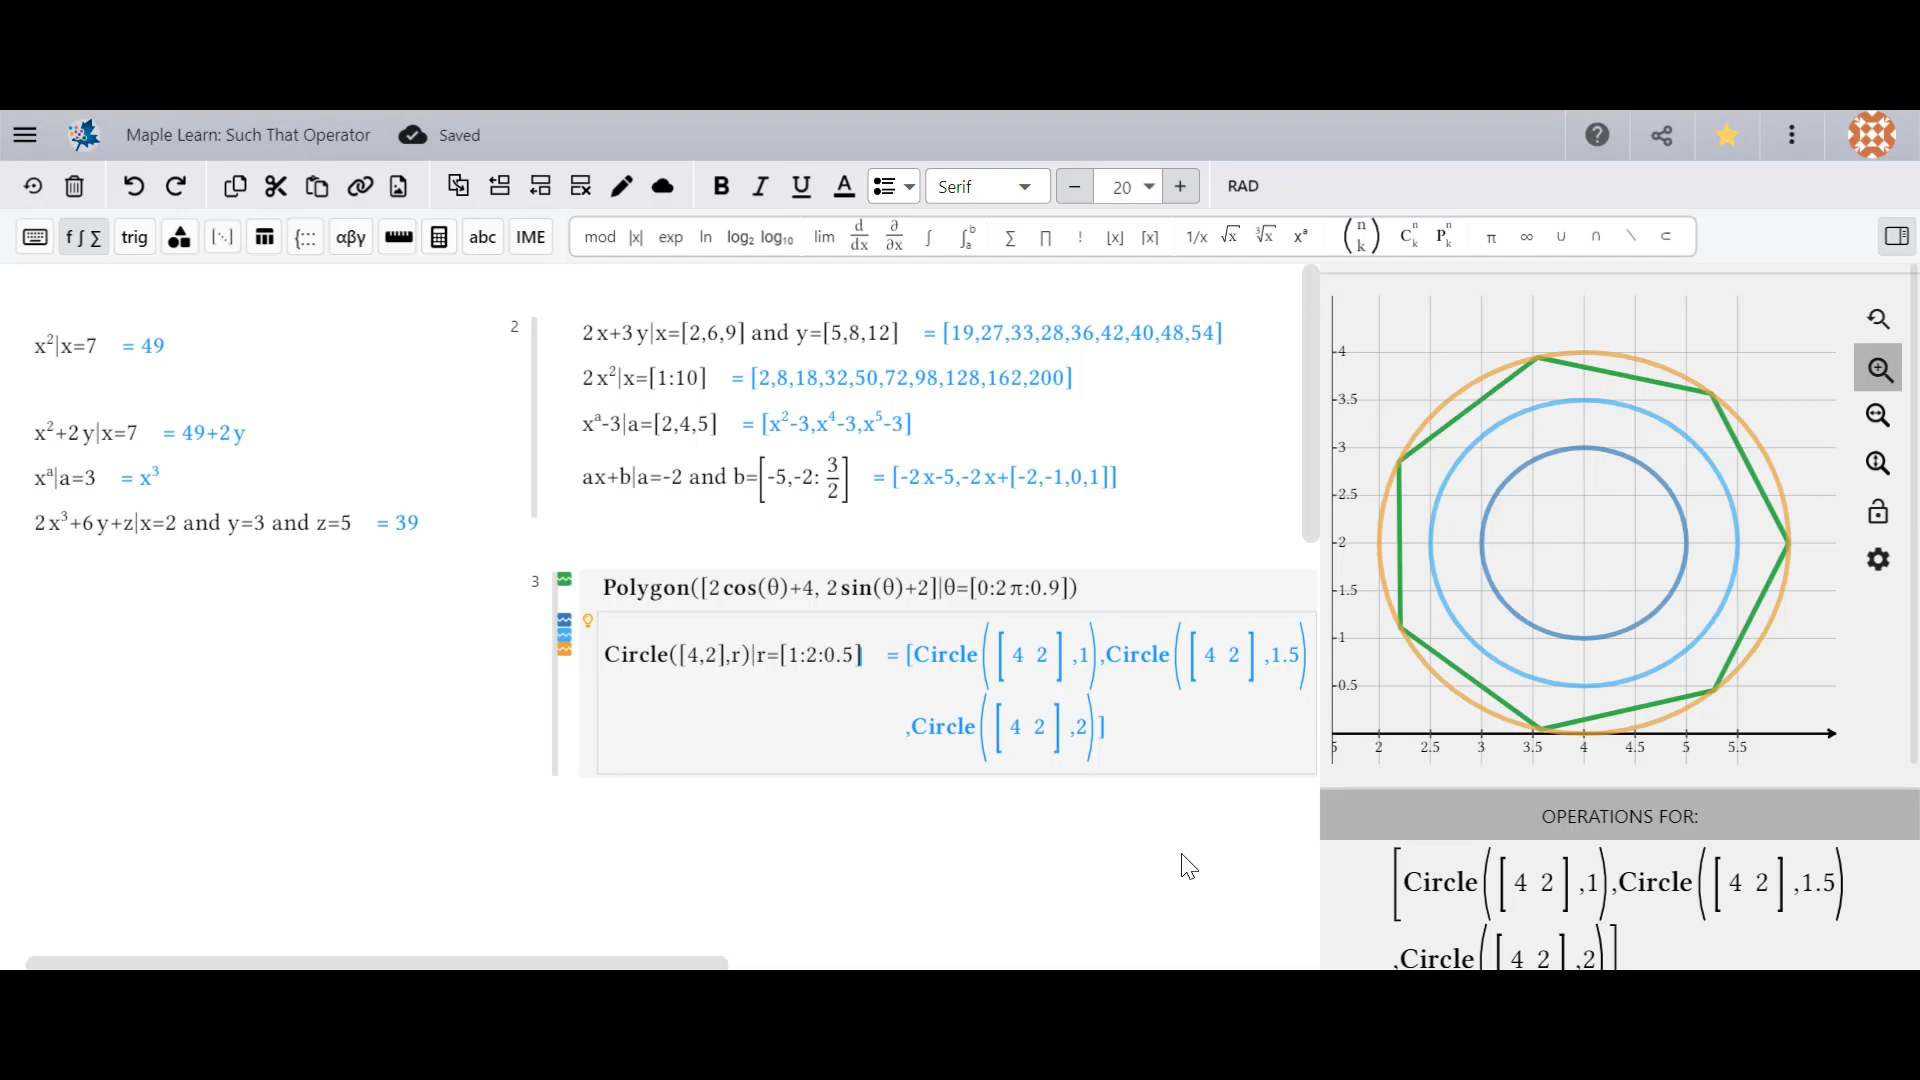 Maple Learn: Such That Operator Saved
B I U A Serif − 20 + RAD
f ∫ Σ trig αβγ abc IME mod |x| exp ln log₂ log₁₀ lim d/dx ∂/∂x ∫ ∫ₐᵇ ∑ ∏ ! ⌊x⌋ ⌈x⌉ 1/x √x ∛x xᵃ (n k) Cₖⁿ Pₖⁿ π ∞ ∪ ∩ \ ⊂
x²|x=7 = 49
x²+2y|x=7 = 49+2y
xᵃ|a=3 = x³
2x³+6y+z|x=2 and y=3 and z=5 = 39
2
2x+3y|x=[2,6,9] and y=[5,8,12] = [19,27,33,28,36,42,40,48,54]
2x²|x=[1:10] = [2,8,18,32,50,72,98,128,162,200]
xᵃ-3|a=[2,4,5] = [x²-3,x⁴-3,x⁵-3]
ax+b|a=-2 and b=[-5,-2: 3/2] = [-2x-5,-2x+[-2,-1,0,1]]
3
Polygon([2cos(θ)+4, 2sin(θ)+2]|θ=[0:2π:0.9])
Circle([4,2],r)|r=[1:2:0.5] = [Circle([4 2],1),Circle([4 2],1.5)
,Circle([4 2],2)]
4
3.5
3
2.5
2
1.5
1
0.5
5 2 2.5 3 3.5 4 4.5 5 5.5
OPERATIONS FOR:
[Circle([4 2],1),Circle([4 2],1.5)
,Circle([4 2],2)]